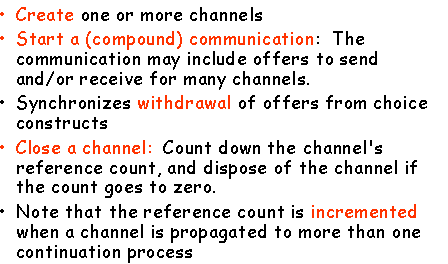 • Create one or more channels
• Start a (compound) communication: The
communication may include offers to send
and/or receive for many channels.
• Synchronizes withdrawal of offers from choice
constructs
• Close a channel: Count down the channel's
reference count, and dispose of the channel if
the count goes to zero.
• Note that the reference count is incremented
when a channel is propagated to more than one
continuation process